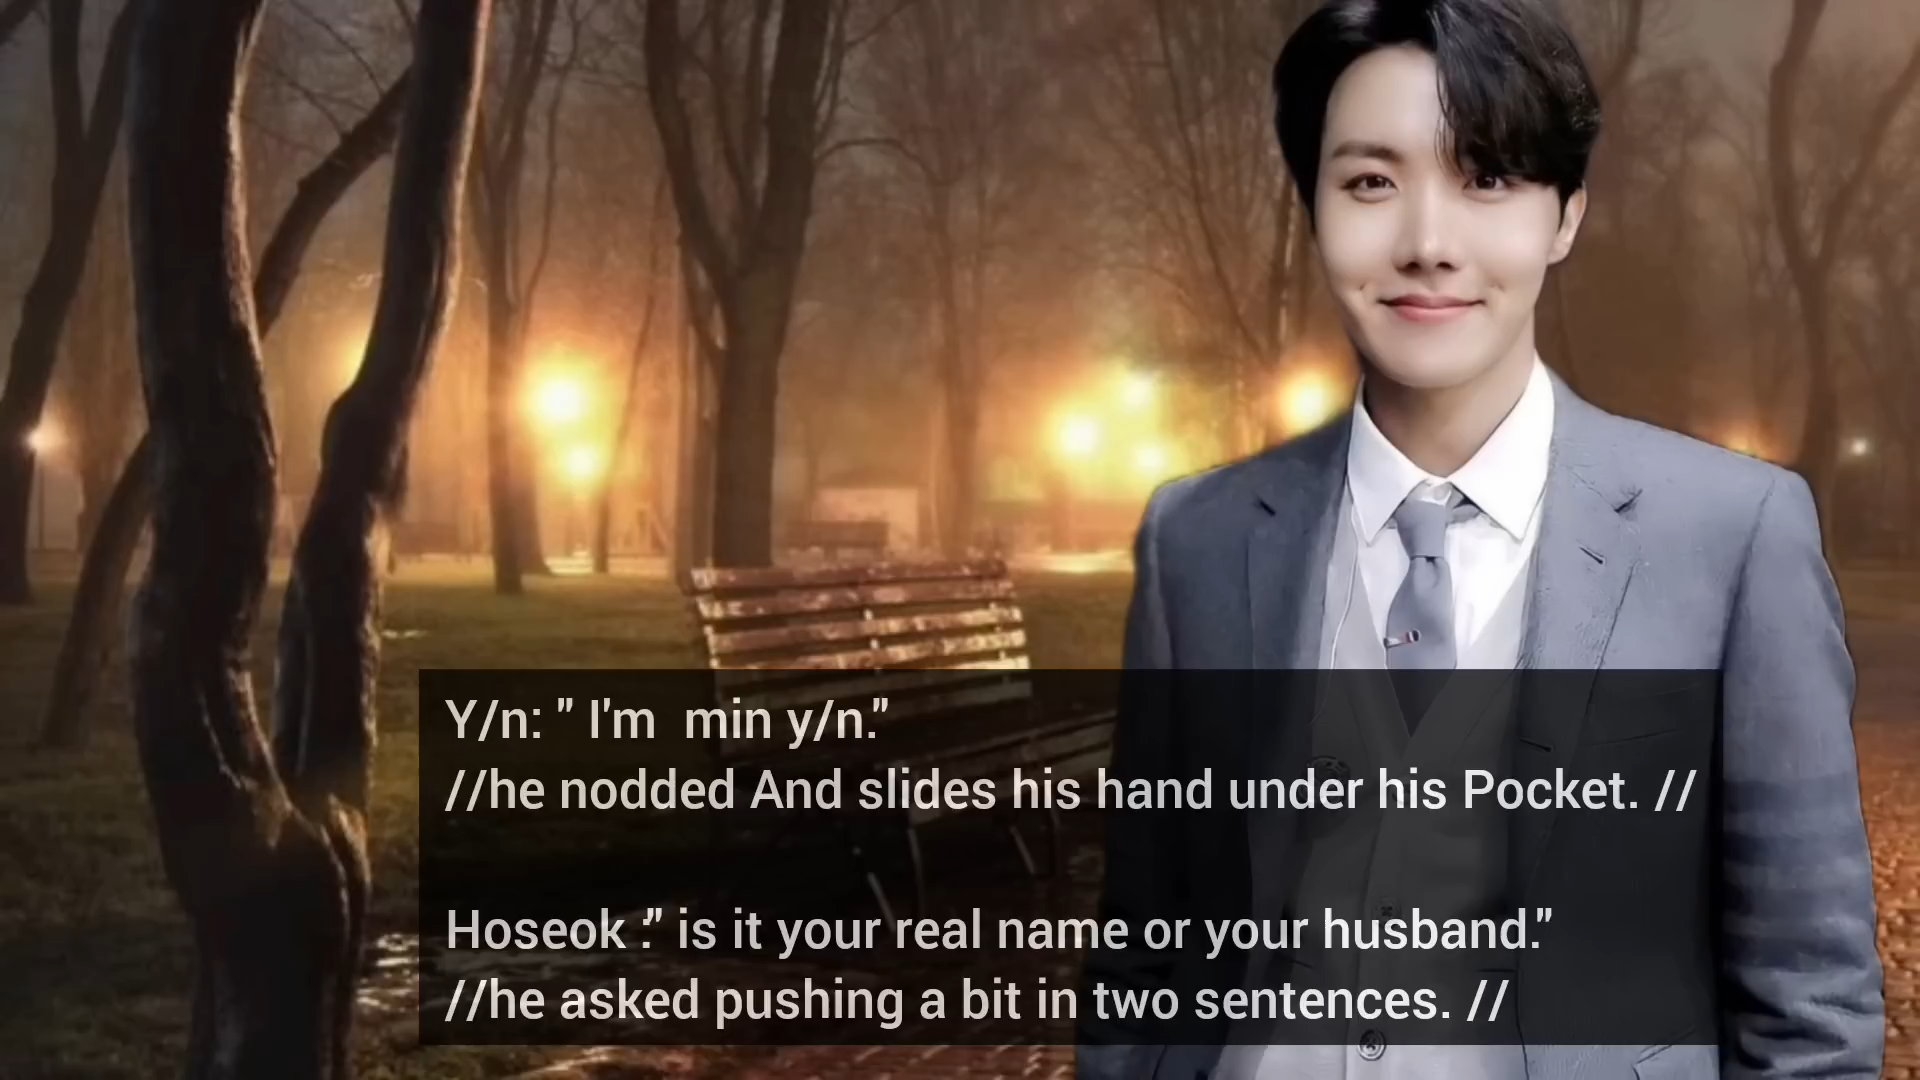 Y/n: " I'm  min y/n."
//he nodded And slides his hand under his Pocket. //
Hoseok :" is it your real name or your husband."
//he asked pushing a bit in two sentences. //